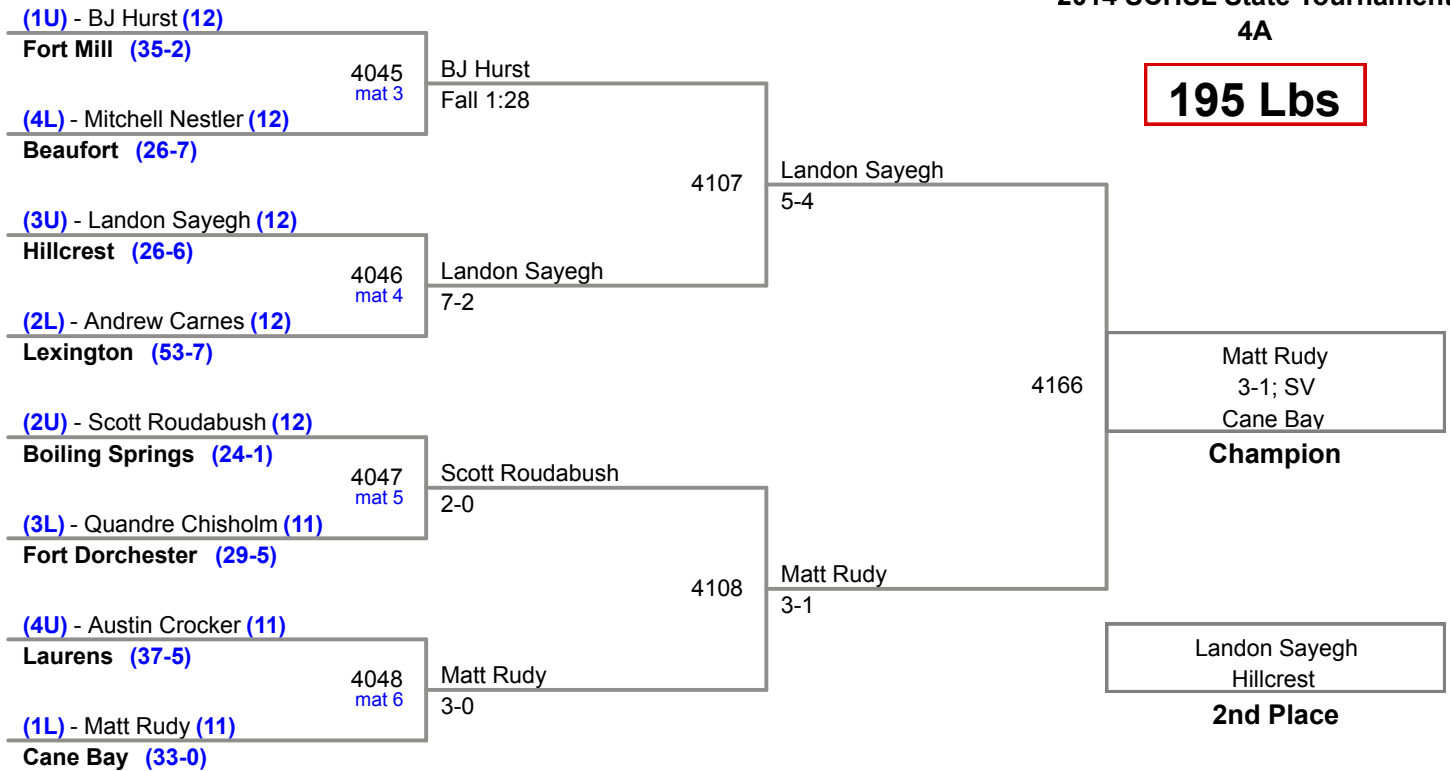 2014 SCHSL State Tournament
4A
195 Lbs
(1U) - BJ Hurst (12)
Fort Mill (35-2)
4045
mat 3
(4L) - Mitchell Nestler (12)
Beaufort (26-7)
(3U) - Landon Sayegh (12)
Hillcrest (26-6)
4046
mat 4
(2L) - Andrew Carnes (12)
Lexington (53-7)
(2U) - Scott Roudabush (12)
Boiling Springs (24-1)
4047
mat 5
(3L) - Quandre Chisholm (11)
Fort Dorchester (29-5)
(4U) - Austin Crocker (11)
Laurens (37-5)
4048
mat 6
(1L) - Matt Rudy (11)
Cane Bay (33-0)
BJ Hurst
Fall 1:28
4107
Landon Sayegh
7-2
Scott Roudabush
2-0
4108
Matt Rudy
3-0
Landon Sayegh
5-4
4166
Matt Rudy
3-1
Matt Rudy
3-1; SV
Cane Bay
Champion
Landon Sayegh
Hillcrest
2nd Place